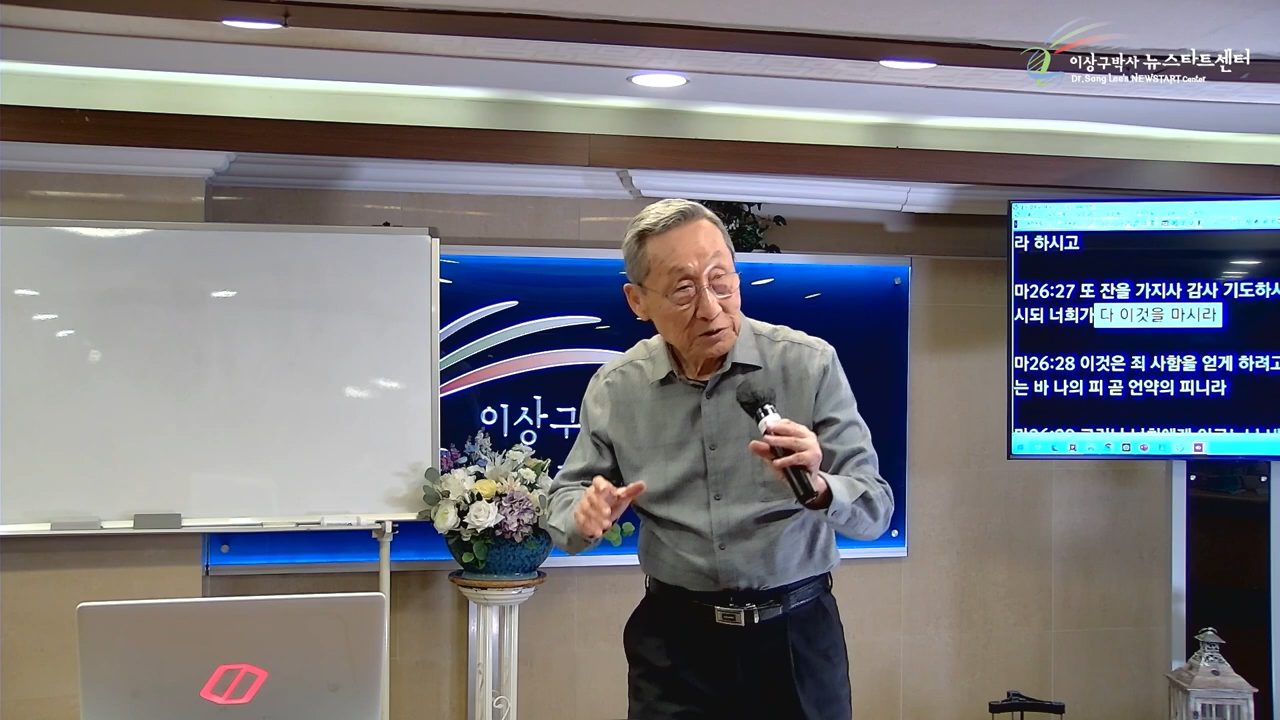 이상구박사 뉴스타트센터
Dr. Sang Lee's NEWSTART Center
라 하시고
마26:27 또 잔을 가지사 감사 기도하시
시되 너희가 다 이것을 마시라
마26:28 이것은 죄 사함을 얻게 하려고
는 바 나의 피 곧 언약의 피니라
이상구